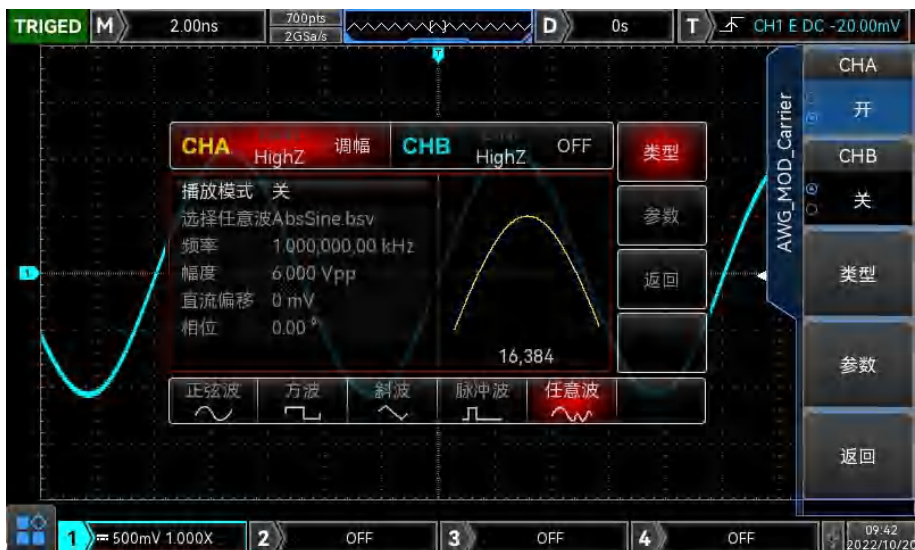 TRIGED M 2.00ns 700pts 2GSa/s D 0s T CH1 E DC -20.00mV
CHA
开
CHB
关
类型
参数
返回
AWG_MOD_Carrier
CHA HighZ 调幅 CHB HighZ OFF
类型
参数
返回
播放模式 关
选择任意波AbsSine.bsv
频率 1.000,000,00 kHz
幅度 6.000 Vpp
直流偏移 0 mV
相位 0.00 °
16,384
正弦波 方波 斜波 脉冲波 任意波
T
1
1 500mV 1.000X 2 OFF 3 OFF 4 OFF
09:42
2022/10/20